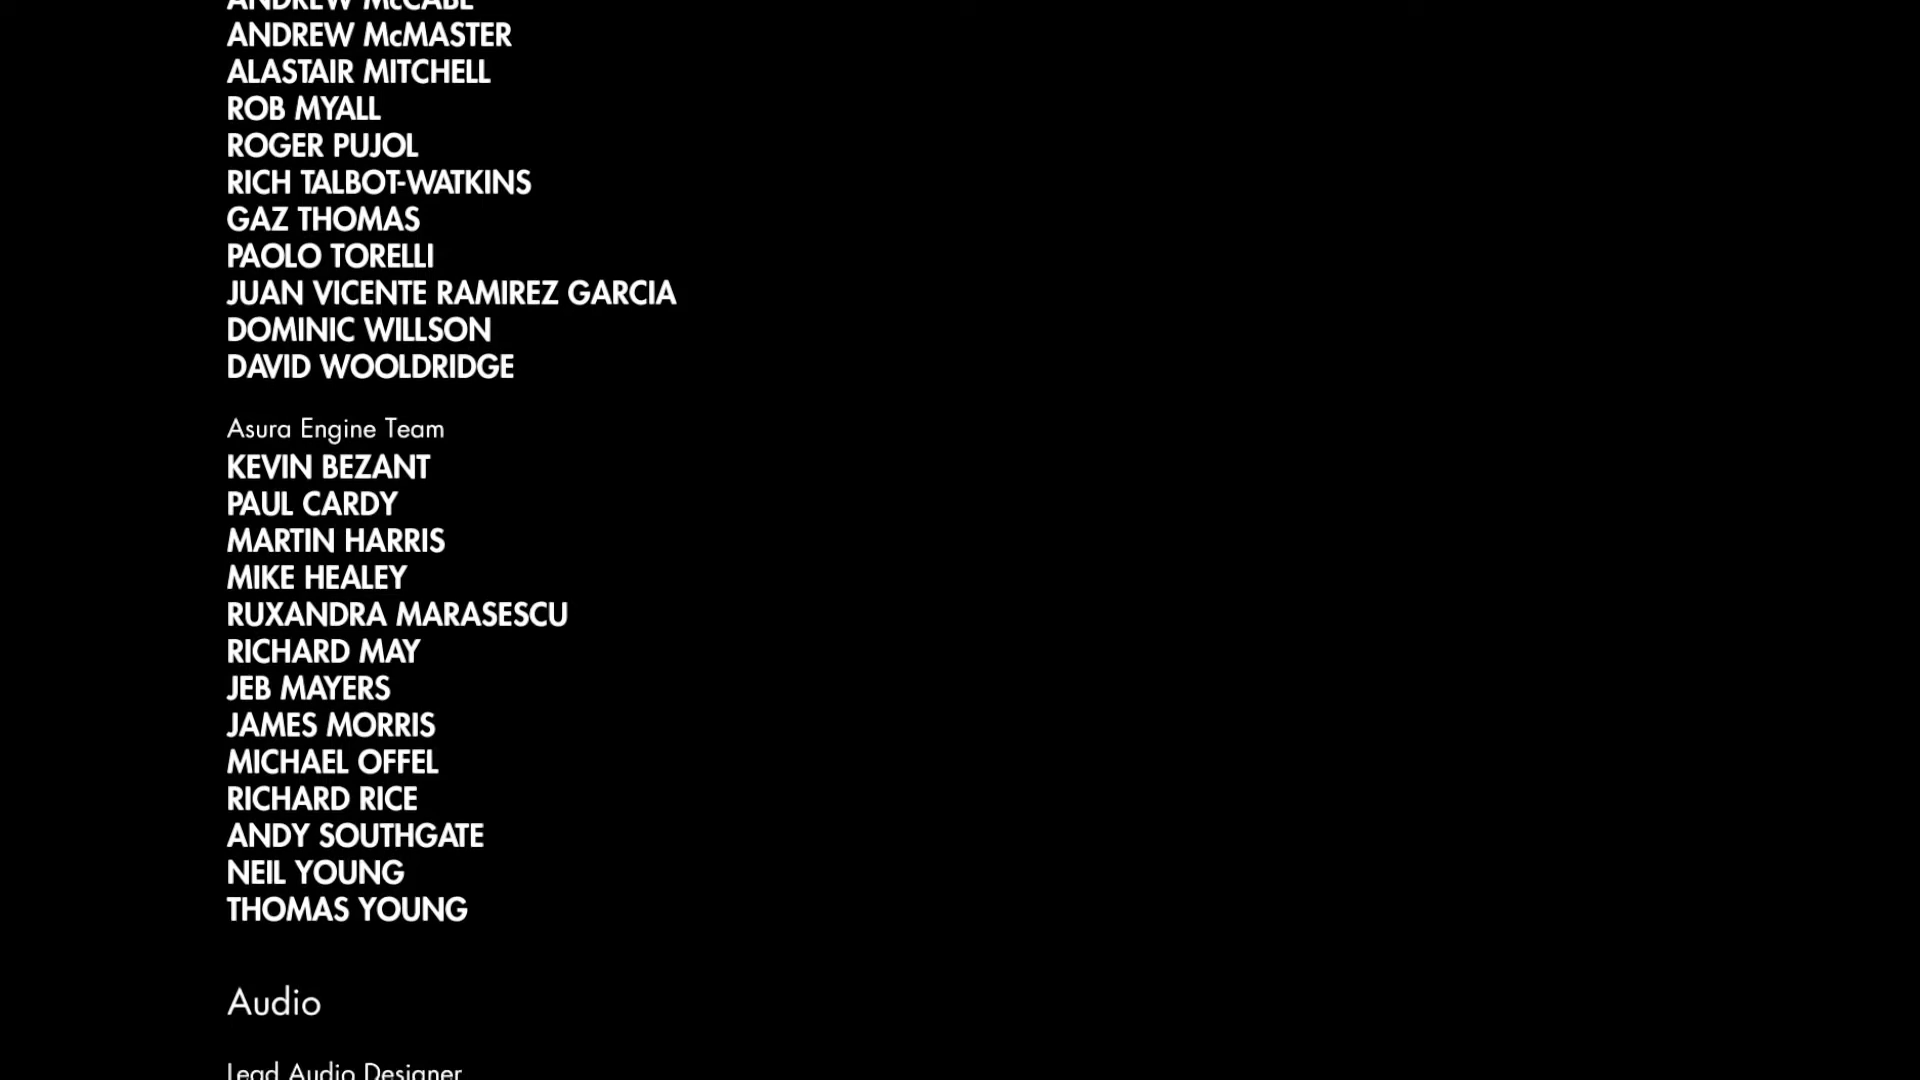 ANDREW McCABE
ANDREW McMASTER
ALASTAIR MITCHELL
ROB MYALL
ROGER PUJOL
RICH TALBOT-WATKINS
GAZ THOMAS
PAOLO TORELLI
JUAN VICENTE RAMIREZ GARCIA
DOMINIC WILLSON
DAVID WOOLDRIDGE
Asura Engine Team
KEVIN BEZANT
PAUL CARDY
MARTIN HARRIS
MIKE HEALEY
RUXANDRA MARASESCU
RICHARD MAY
JEB MAYERS
JAMES MORRIS
MICHAEL OFFEL
RICHARD RICE
ANDY SOUTHGATE
NEIL YOUNG
THOMAS YOUNG
Audio
Lead Audio Designer